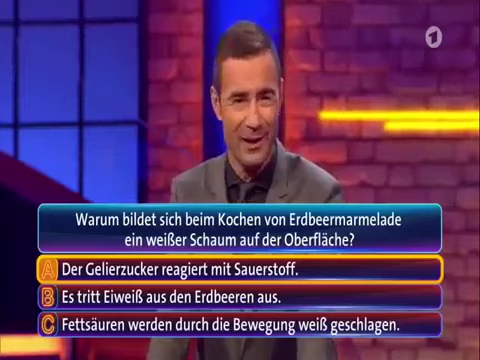 1
Warum bildet sich beim Kochen von Erdbeermarmelade
ein weißer Schaum auf der Oberfläche?
A Der Gelierzucker reagiert mit Sauerstoff.
B Es tritt Eiweiß aus den Erdbeeren aus.
C Fettsäuren werden durch die Bewegung weiß geschlagen.